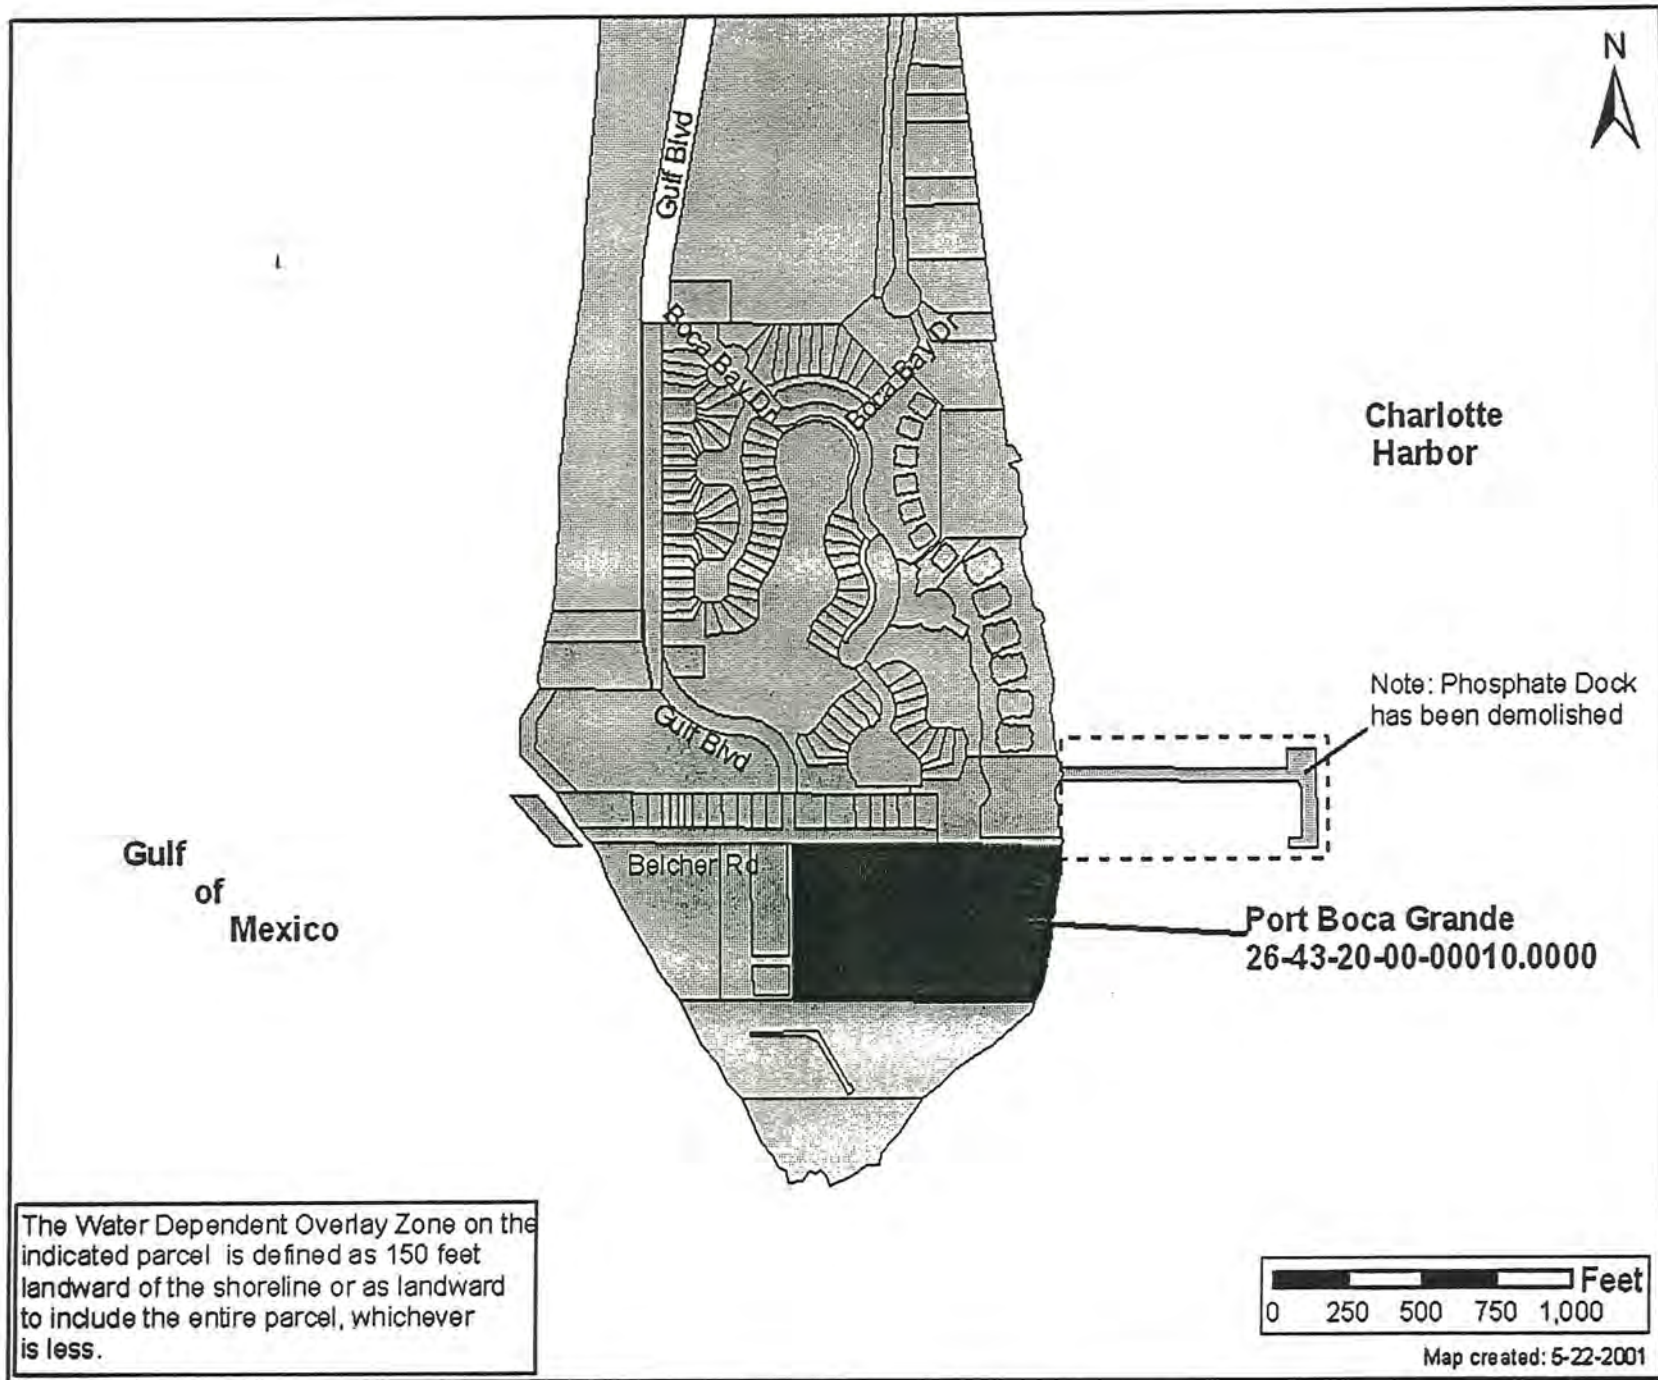 N
Gulf Blvd
Boca Bay Dr
Boca Bay Dr
Charlotte
Harbor
Note: Phosphate Dock
has been demolished
Gulf Blvd
Gulf
of
Mexico
Belcher Rd
Port Boca Grande
26-43-20-00-00010.0000
The Water Dependent Overlay Zone on the
indicated parcel is defined as 150 feet
landward of the shoreline or as landward
to include the entire parcel, whichever
is less.
Feet
0 250 500 750 1,000
Map created: 5-22-2001